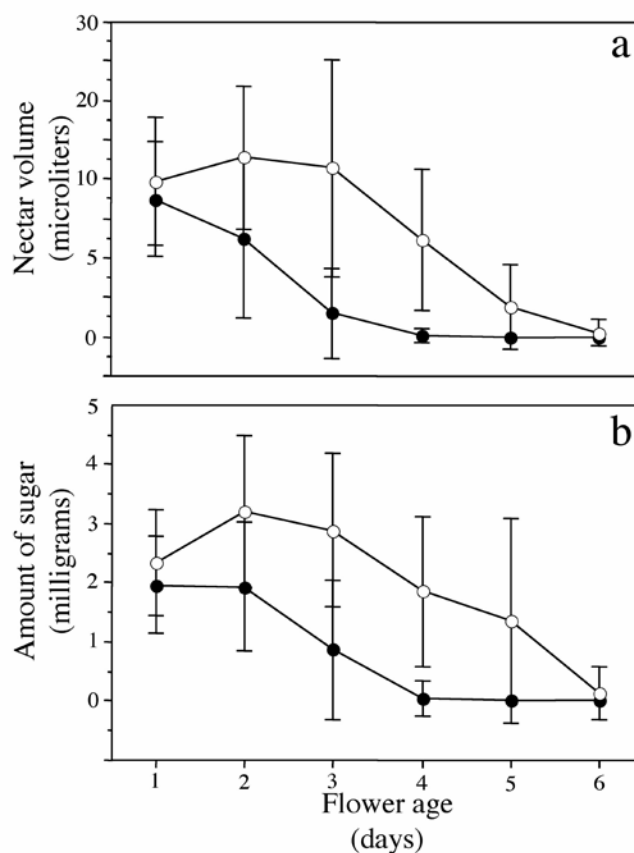 a
30
20
10
5
0
Nectar volume
(microliters)
b
5
4
3
2
1
0
Amount of sugar
(milligrams)
1 2 3 4 5 6
Flower age
(days)